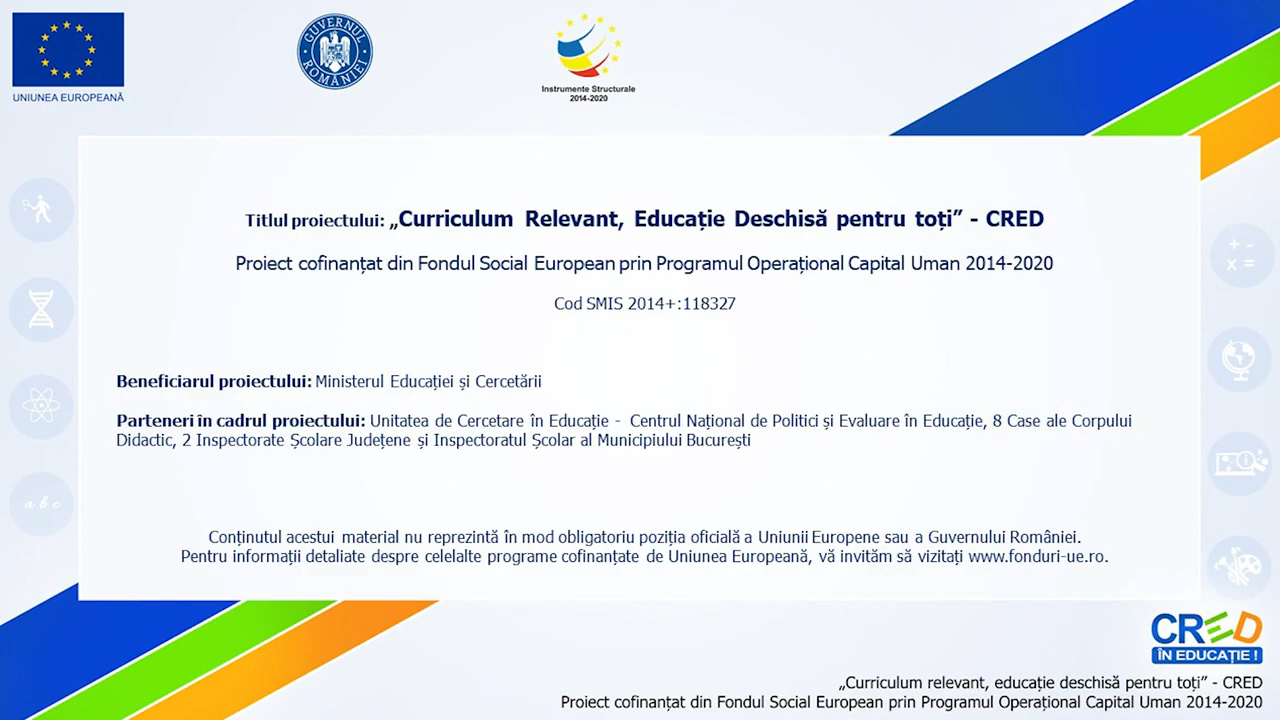 UNIUNEA EUROPEANĂ
GUVERNUL ROMÂNIEI
Instrumente Structurale
2014-2020
Titlul proiectului: „Curriculum Relevant, Educație Deschisă pentru toți” - CRED
Proiect cofinanțat din Fondul Social European prin Programul Operațional Capital Uman 2014-2020
Cod SMIS 2014+:118327
Beneficiarul proiectului: Ministerul Educației și Cercetării
Parteneri în cadrul proiectului: Unitatea de Cercetare în Educație - Centrul Național de Politici și Evaluare în Educație, 8 Case ale Corpului
Didactic, 2 Inspectorate Școlare Județene și Inspectoratul Școlar al Municipiului București
a b c
Conținutul acestui material nu reprezintă în mod obligatoriu poziția oficială a Uniunii Europene sau a Guvernului României.
Pentru informații detaliate despre celelalte programe cofinanțate de Uniunea Europeană, vă invităm să vizitați www.fonduri-ue.ro.
+ -
x =
CRED
ÎN EDUCAȚIE !
„Curriculum relevant, educație deschisă pentru toți” - CRED
Proiect cofinanțat din Fondul Social European prin Programul Operațional Capital Uman 2014-2020